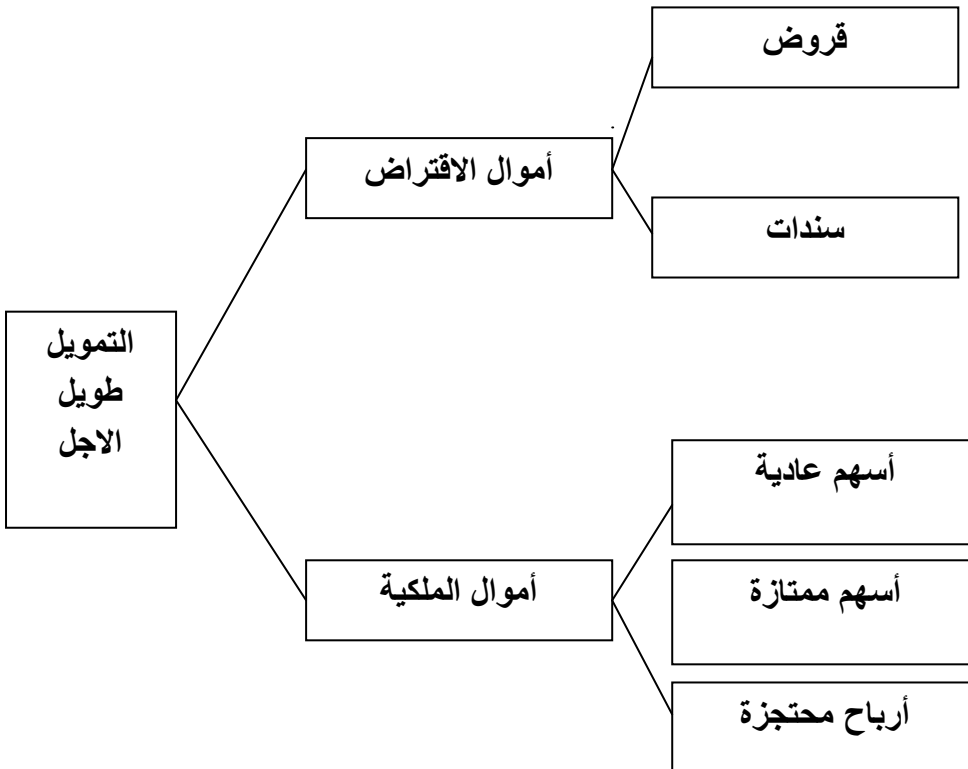 قروض
أموال الاقتراض
سندات
التمويل
طويل
الاجل
أسهم عادية
أموال الملكية
أسهم ممتازة
أرباح محتجزة